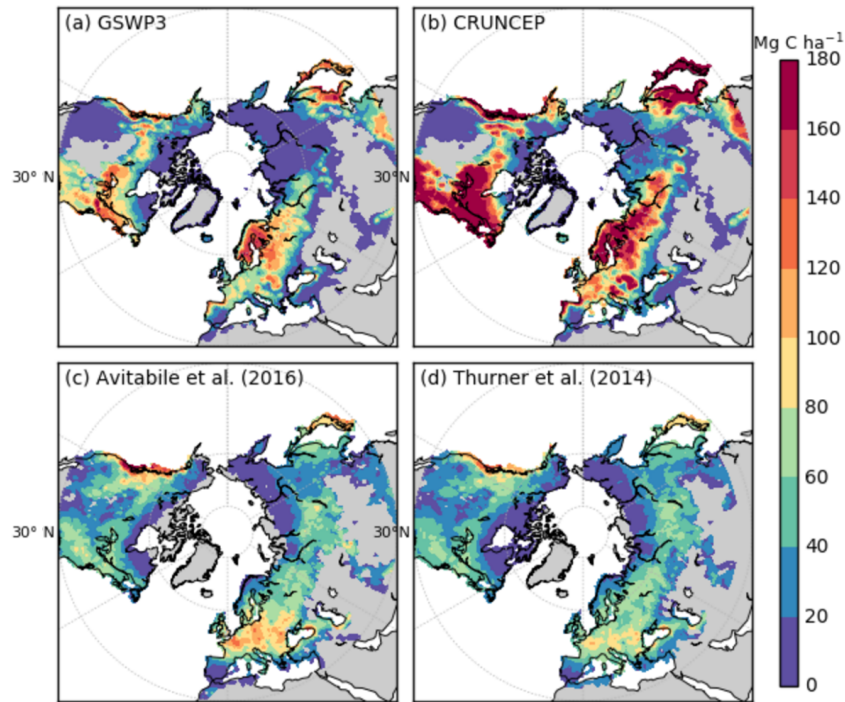 (a) GSWP3
(b) CRUNCEP
Mg C ha⁻¹
180
160
140
120
100
80
60
40
20
0
30° N
30° N
(c) Avitabile et al. (2016)
(d) Thurner et al. (2014)
30° N
30° N